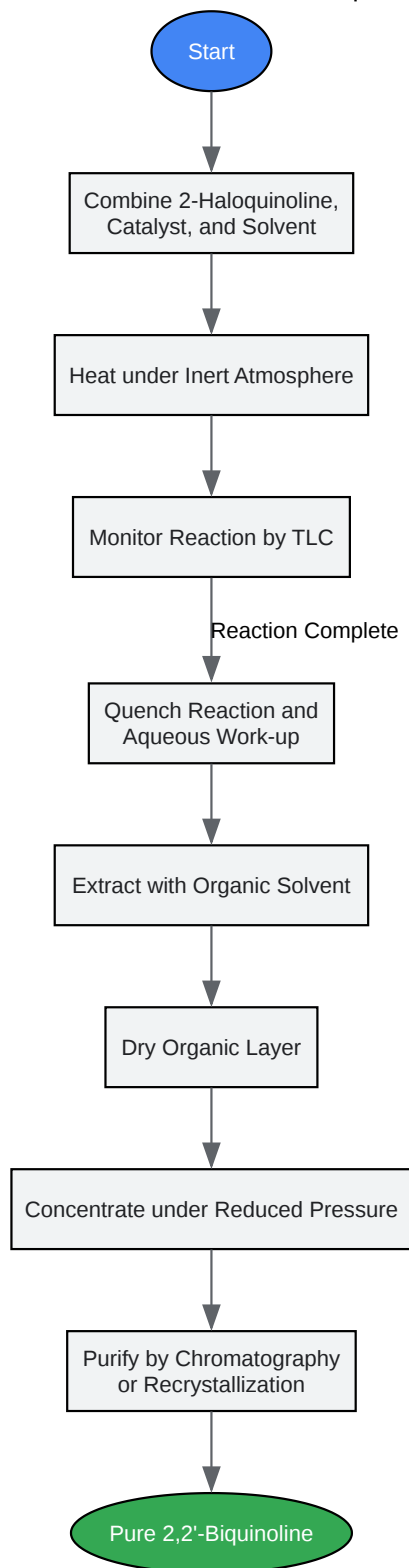 Start
Combine 2-Haloquinoline,
Catalyst, and Solvent
Heat under Inert Atmosphere
Monitor Reaction by TLC
Reaction Complete
Quench Reaction and
Aqueous Work-up
Extract with Organic Solvent
Dry Organic Layer
Concentrate under Reduced Pressure
Purify by Chromatography
or Recrystallization
Pure 2,2'-Biquinoline